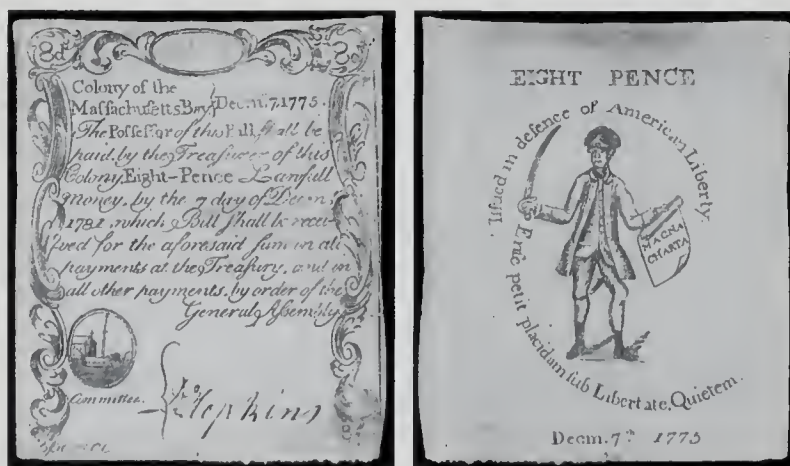 8d
Colony of the
Massachusetts Bay, } Decm. 7. 1775.
The Possessor of this Bill, shall be
paid, by the Treasurer of this
Colony, Eight-Pence Lawfull
money, by the 7 day of Decm.
1781, which Bill shall be recei-
ved for the aforesaid sum in all
payments at the Treasury, and in
all other payments, by order of the
General Assembly
Committee.
Hopkins
EIGHT PENCE
Issued in defence of American Liberty.
Ense petit placidam sub Libertate, Quietem.
MAGNA
CHARTA
Decm. 7th 1775